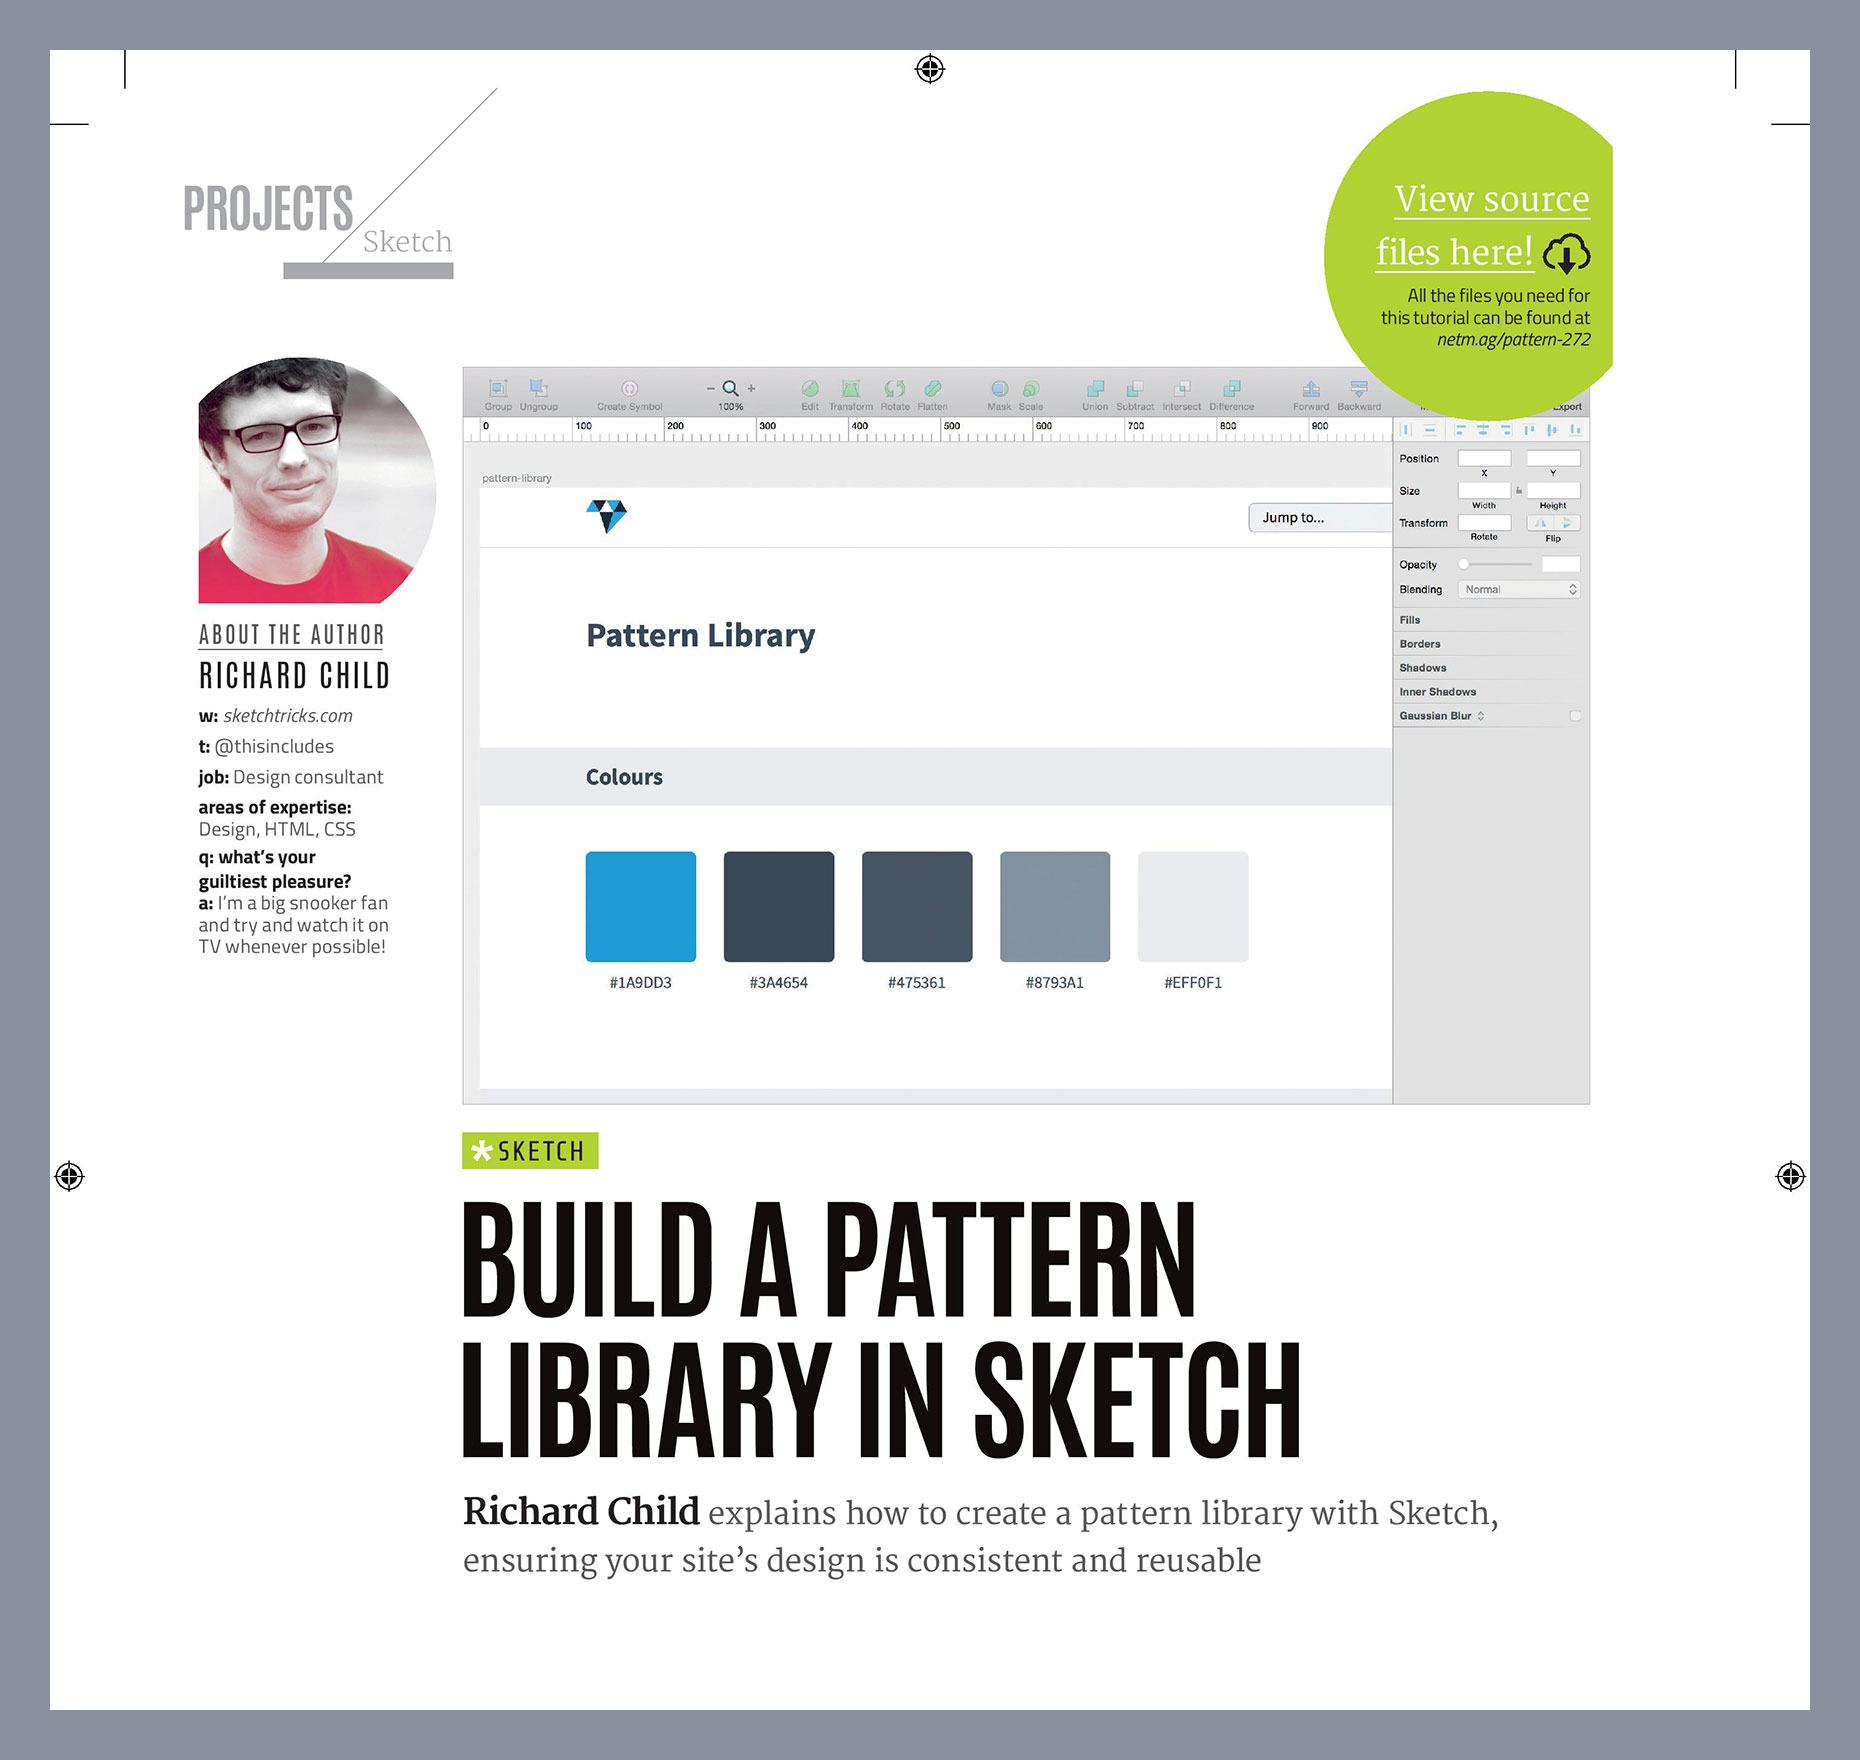 PROJECTS
Sketch
View source
files here!
All the files you need for
this tutorial can be found at
netm.ag/pattern-272
ABOUT THE AUTHOR
RICHARD CHILD
w: sketchtricks.com
t: @thisincludes
job: Design consultant
areas of expertise:
Design, HTML, CSS
q: what's your
guiltiest pleasure?
a: I'm a big snooker fan
and try and watch it on
TV whenever possible!
Group Ungroup Create Symbol 100% Edit Transform Rotate Flatten Mask Scale Union Subtract Intersect Difference Forward Backward Export
0 100 200 300 400 500 600 700 800 900
pattern-library
Jump to...
Pattern Library
Colours
#1A9DD3 #3A4654 #475361 #8793A1 #EFF0F1
Position
X Y
Size
Width Height
Transform
Rotate Flip
Opacity
Blending Normal
Fills
Borders
Shadows
Inner Shadows
Gaussian Blur
*SKETCH
BUILD A PATTERN
LIBRARY IN SKETCH
Richard Child explains how to create a pattern library with Sketch,
ensuring your site's design is consistent and reusable